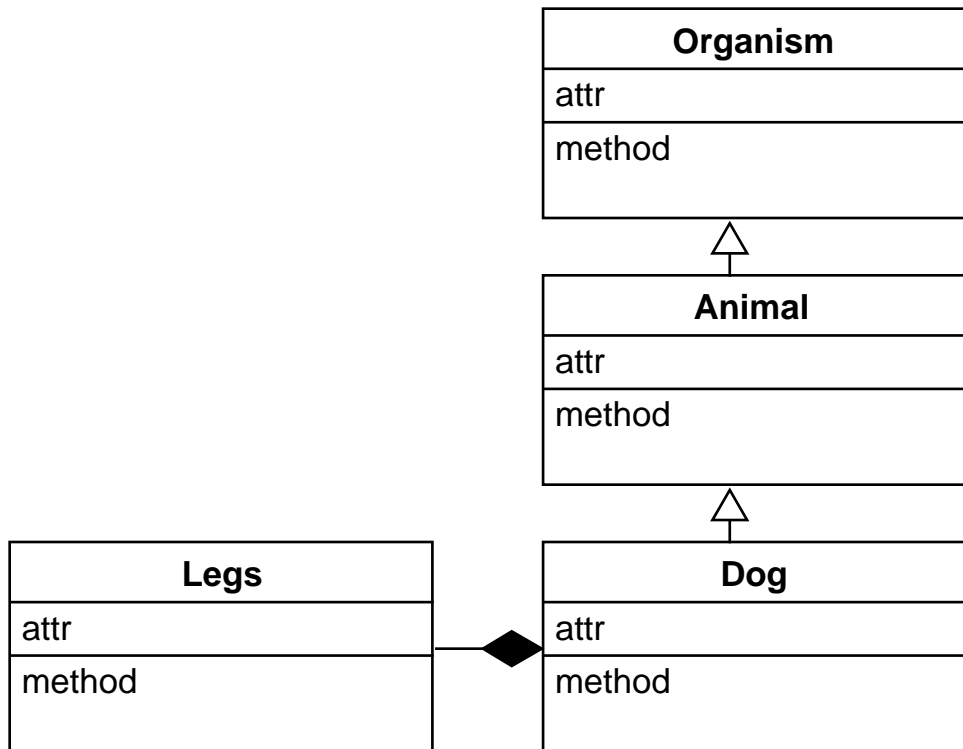 Organism
attr
method
Animal
attr
method
Legs
attr
method
Dog
attr
method